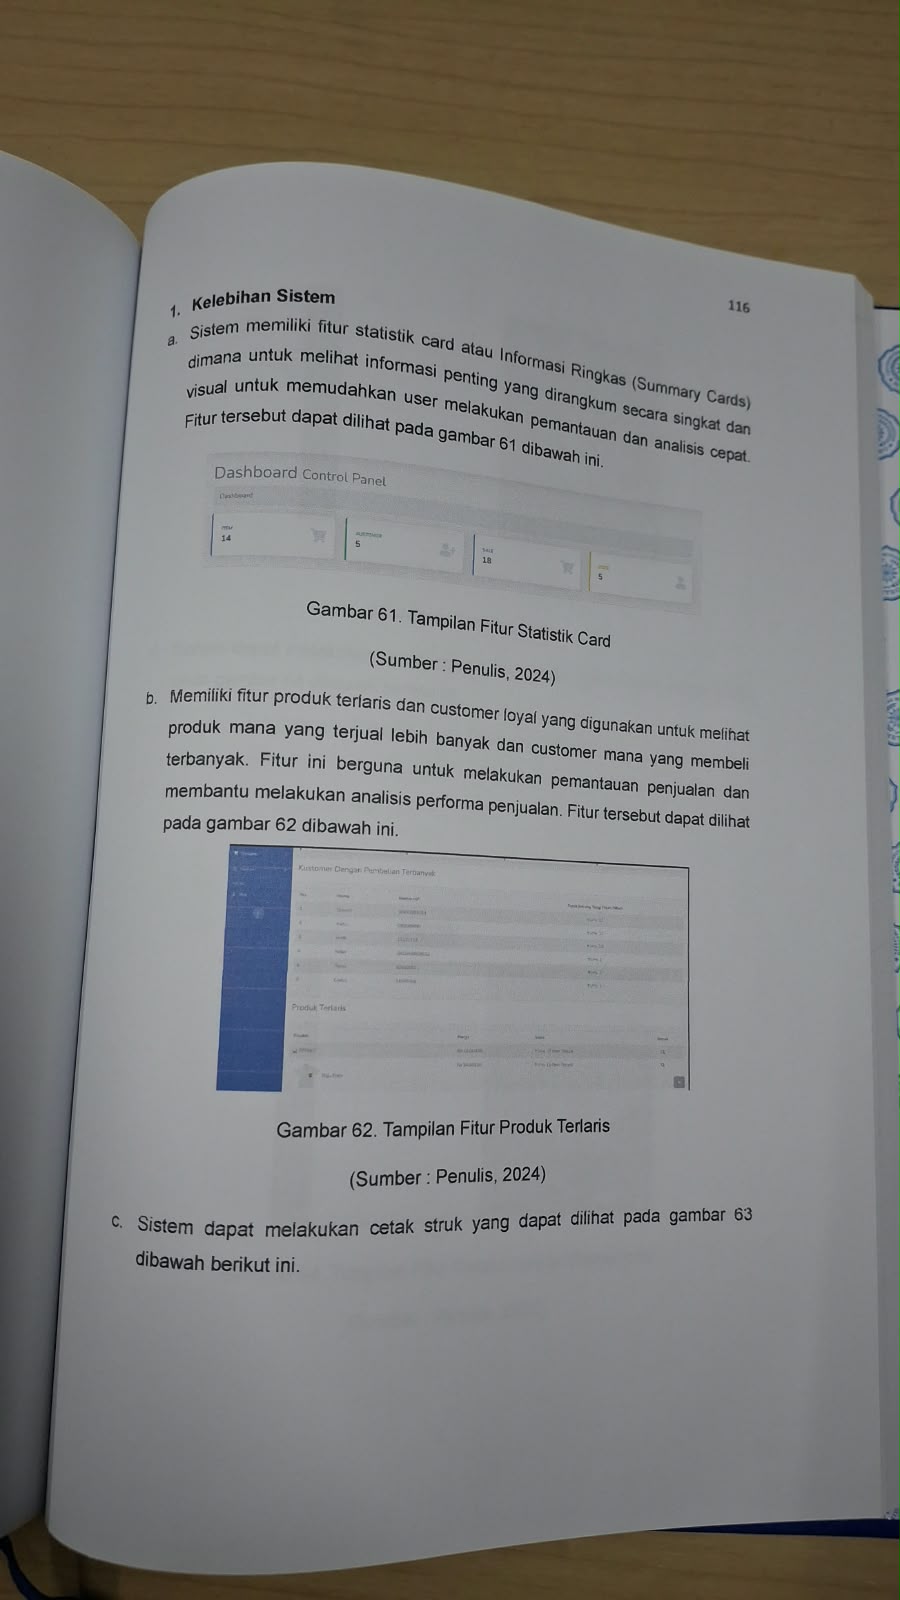 116
1. Kelebihan Sistem
a. Sistem memiliki fitur statistik card atau Informasi Ringkas (Summary Cards)
dimana untuk melihat informasi penting yang dirangkum secara singkat dan
visual untuk memudahkan user melakukan pemantauan dan analisis cepat.
Fitur tersebut dapat dilihat pada gambar 61 dibawah ini.
Dashboard Control Panel
Dashboard
ITEM
14
CUSTOMER
5
SALE
18
5
Gambar 61. Tampilan Fitur Statistik Card
(Sumber : Penulis, 2024)
b. Memiliki fitur produk terlaris dan customer loyal yang digunakan untuk melihat
produk mana yang terjual lebih banyak dan customer mana yang membeli
terbanyak. Fitur ini berguna untuk melakukan pemantauan penjualan dan
membantu melakukan analisis performa penjualan. Fitur tersebut dapat dilihat
pada gambar 62 dibawah ini.
Kustomer Dengan Pembelian Terbanyak
Produk Terlaris
Gambar 62. Tampilan Fitur Produk Terlaris
(Sumber : Penulis, 2024)
c. Sistem dapat melakukan cetak struk yang dapat dilihat pada gambar 63
dibawah berikut ini.